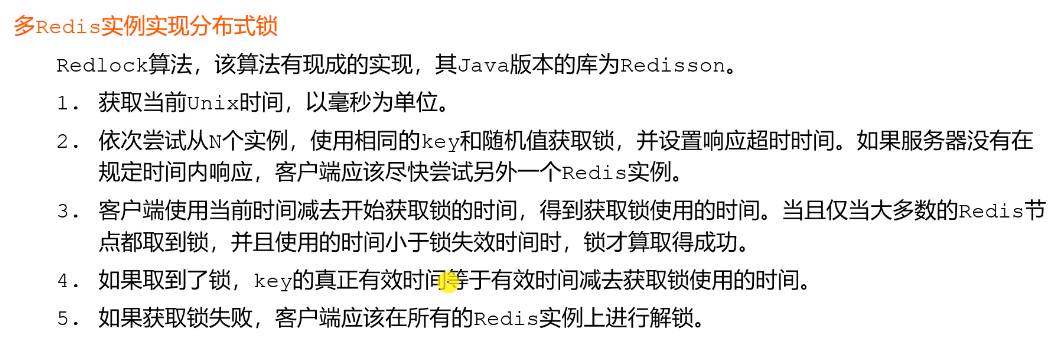 多Redis实例实现分布式锁
Redlock算法，该算法有现成的实现，其Java版本的库为Redisson。
1. 获取当前Unix时间，以毫秒为单位。
2. 依次尝试从N个实例，使用相同的key和随机值获取锁，并设置响应超时时间。如果服务器没有在
规定时间内响应，客户端应该尽快尝试另外一个Redis实例。
3. 客户端使用当前时间减去开始获取锁的时间，得到获取锁使用的时间。当且仅当大多数的Redis节
点都取到锁，并且使用的时间小于锁失效时间时，锁才算取得成功。
4. 如果取到了锁，key的真正有效时间等于有效时间减去获取锁使用的时间。
5. 如果获取锁失败，客户端应该在所有的Redis实例上进行解锁。